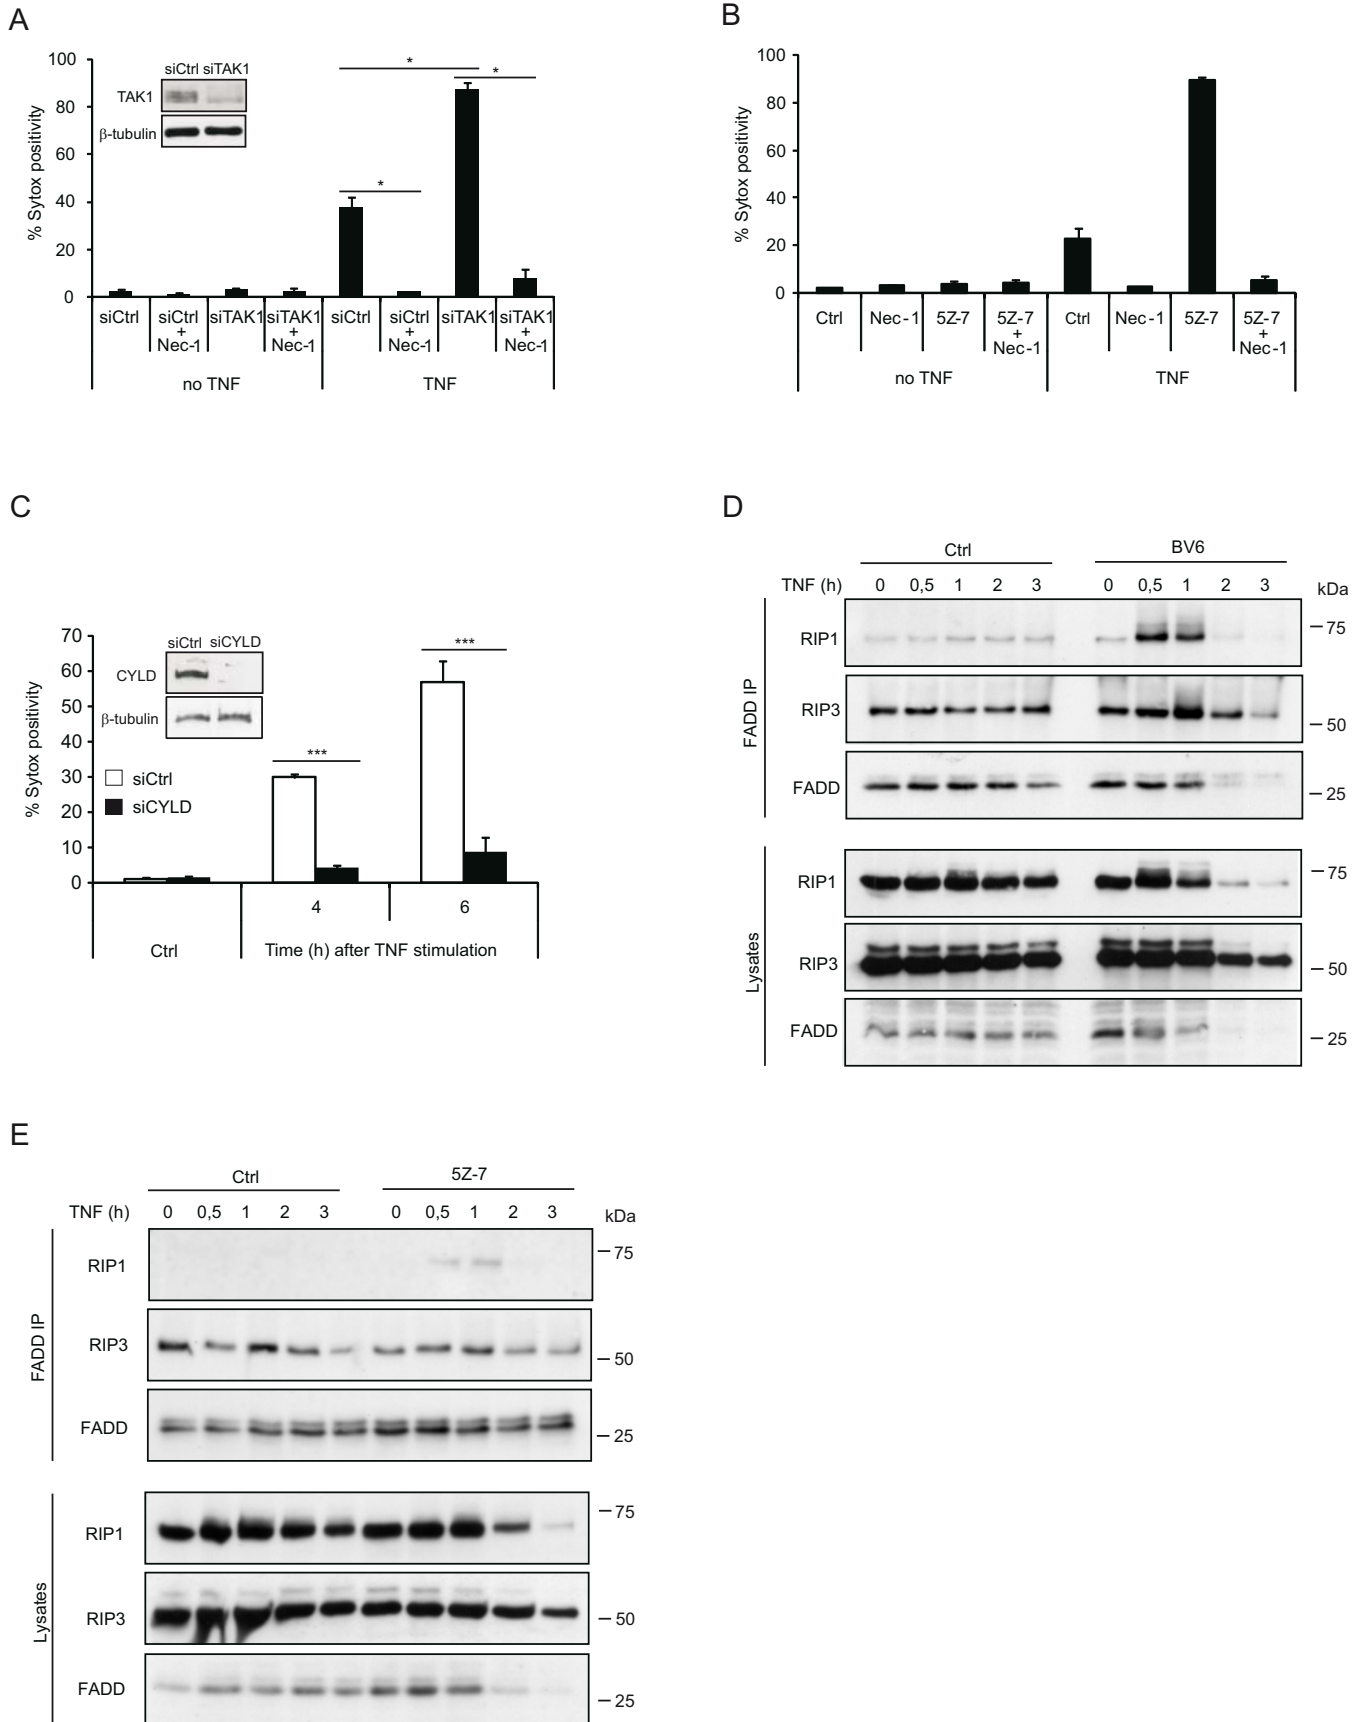 A
% Sytox positivity
100
80
60
40
20
0
siCtrl siTAK1
TAK1
β-tubulin
*
*
*
siCtrl
siCtrl
+
Nec-1
siTAK1
siTAK1
+
Nec-1
siCtrl
siCtrl
+
Nec-1
siTAK1
siTAK1
+
Nec-1
no TNF
TNF
B
% Sytox positivity
100
80
60
40
20
0
Ctrl
Nec-1
5Z-7
5Z-7
+
Nec-1
Ctrl
Nec-1
5Z-7
5Z-7
+
Nec-1
no TNF
TNF
C
% Sytox positivity
70
60
50
40
30
20
10
0
siCtrl siCYLD
CYLD
β-tubulin
siCtrl
siCYLD
***
***
4
6
Ctrl
Time (h) after TNF stimulation
D
Ctrl
BV6
TNF (h) 0 0,5 1 2 3 0 0,5 1 2 3 kDa
FADD IP
RIP1
75
RIP3
50
FADD
25
Lysates
RIP1
75
RIP3
50
FADD
25
E
Ctrl
5Z-7
TNF (h) 0 0,5 1 2 3 0 0,5 1 2 3 kDa
FADD IP
RIP1
75
RIP3
50
FADD
25
Lysates
RIP1
75
RIP3
50
FADD
25